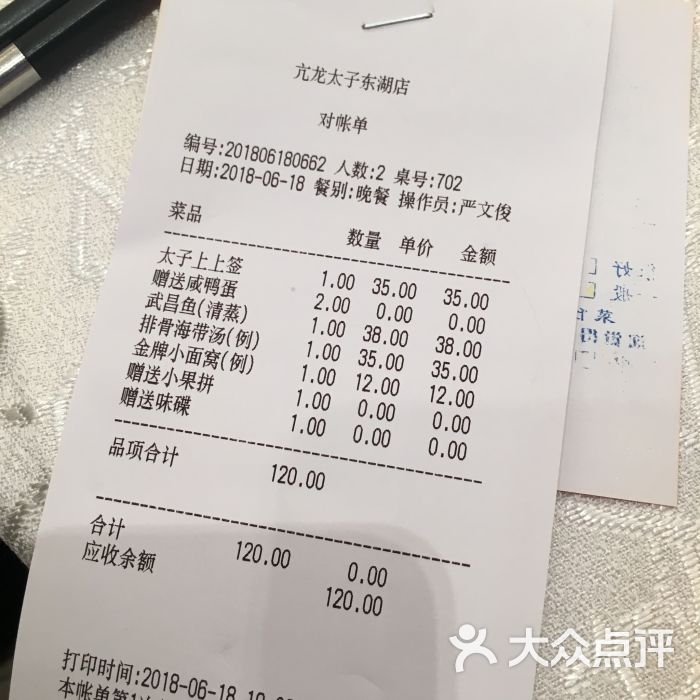 亢龙太子东湖店
对帐单
编号:201806180662 人数:2 桌号:702
日期:2018-06-18 餐别:晚餐 操作员:严文俊
菜品 数量 单价 金额
太子上上签 1.00 35.00 35.00
赠送咸鸭蛋 2.00 0.00 0.00
武昌鱼(清蒸) 1.00 38.00 38.00
排骨海带汤(例) 1.00 35.00 35.00
金牌小面窝(例) 1.00 12.00 12.00
赠送小果拼 1.00 0.00 0.00
赠送味碟 1.00 0.00 0.00
品项合计 120.00
合计 120.00 0.00
应收余额 120.00
打印时间:2018-06-18
本帐单第1
大众点评